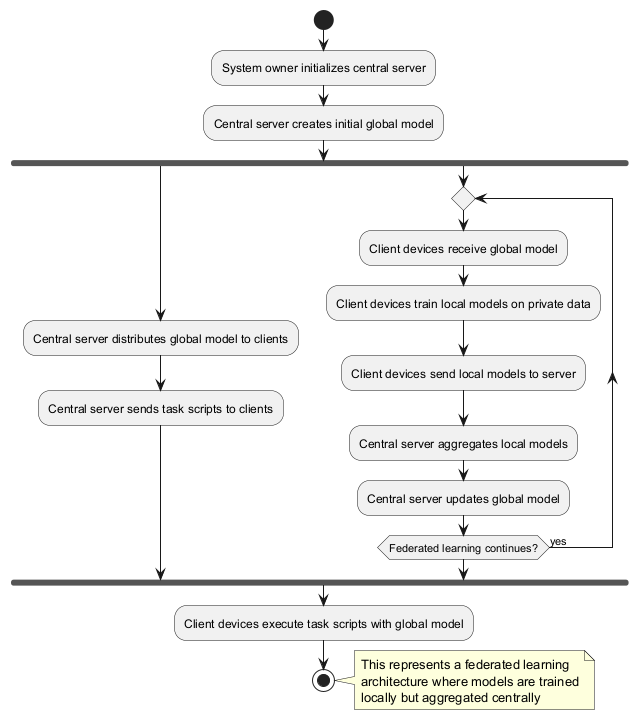 System owner initializes central server
Central server creates initial global model
Central server distributes global model to clients
Central server sends task scripts to clients
Client devices receive global model
Client devices train local models on private data
Client devices send local models to server
Central server aggregates local models
Central server updates global model
Federated learning continues?
yes
Client devices execute task scripts with global model
This represents a federated learning
architecture where models are trained
locally but aggregated centrally